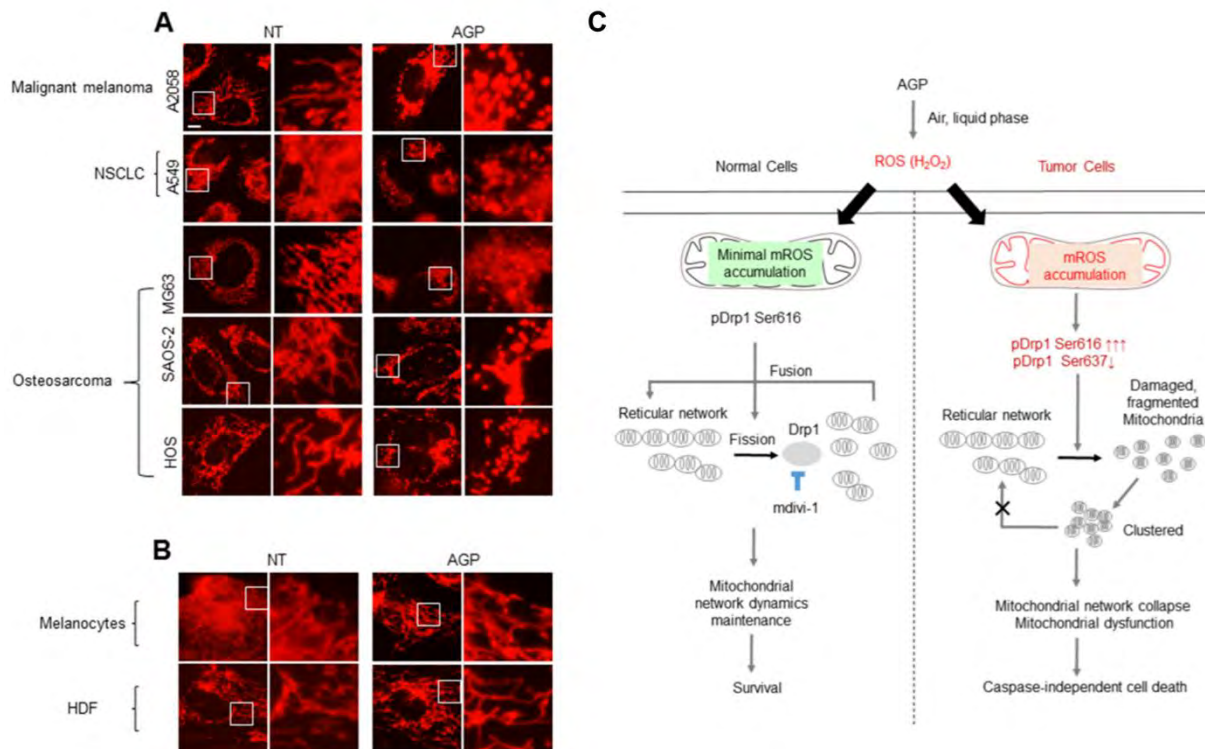 A
NT
AGP
Malignant melanoma
A2058
NSCLC
A549
MG63
Osteosarcoma
SAOS-2
HOS
B
NT
AGP
Melanocytes
HDF
C
AGP
Air, liquid phase
Normal Cells
ROS (H₂O₂)
Tumor Cells
Minimal mROS
accumulation
pDrp1 Ser616
Fusion
Reticular network
Drp1
Fission
mdivi-1
Mitochondrial
network dynamics
maintenance
Survival
mROS
accumulation
pDrp1 Ser616 ↑↑↑
pDrp1 Ser637↓
Damaged,
fragmented
Mitochondria
Reticular network
Clustered
Mitochondrial network collapse
Mitochondrial dysfunction
Caspase-independent cell death